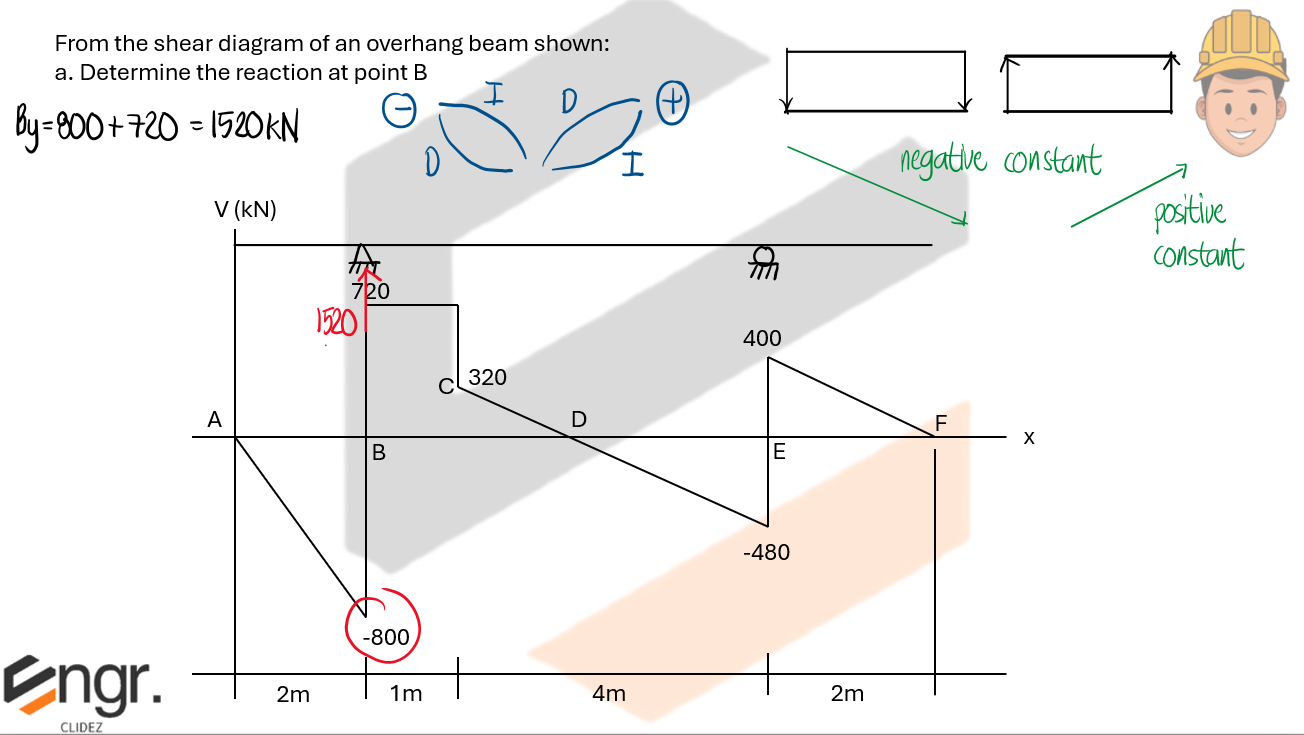 From the shear diagram of an overhang beam shown:
a. Determine the reaction at point B
By=800+720 = 1520kN
⊖ I D ⊕
D I
negative constant
positive
constant
V (kN)
720
1520
400
C 320
A D F
B E x
-480
-800
2m 1m 4m 2m
Engr.
CLIDEZ